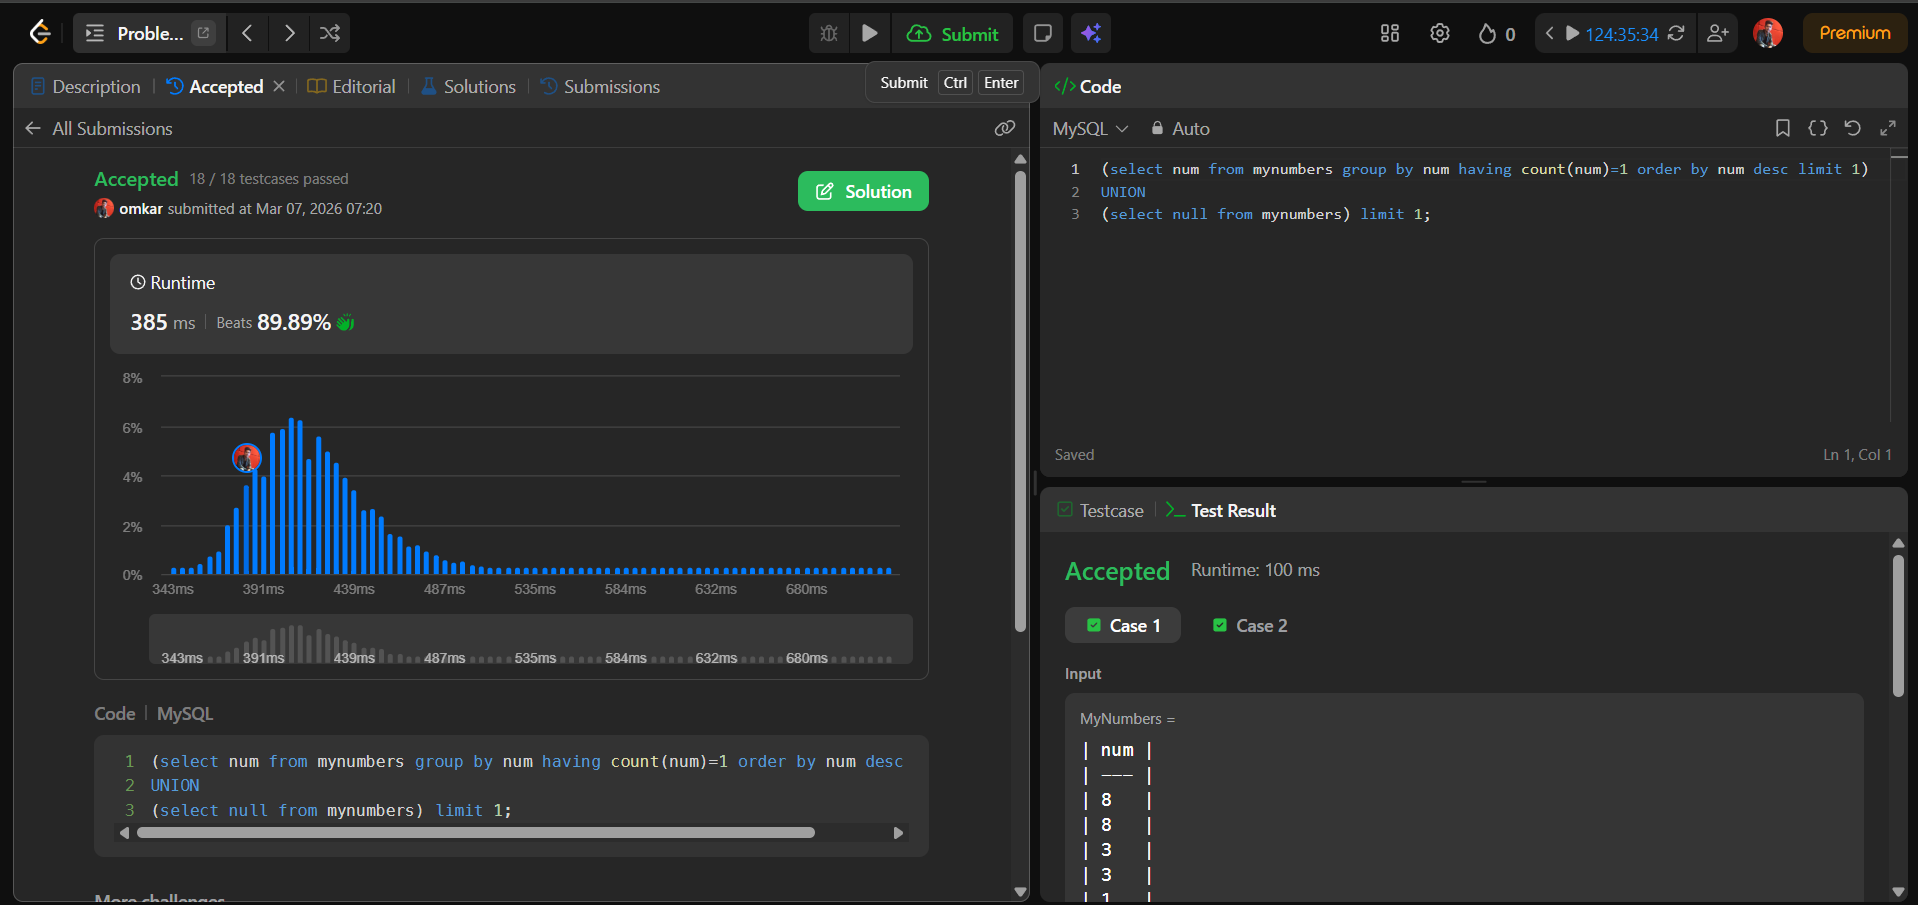 Proble...
Submit
0
124:35:34
Premium
Description
Accepted
Editorial
Solutions
Submissions
Submit Ctrl Enter
All Submissions
Accepted 18 / 18 testcases passed
omkar submitted at Mar 07, 2026 07:20
Solution
Runtime
385 ms | Beats 89.89%
8%
6%
4%
2%
0%
343ms 391ms 439ms 487ms 535ms 584ms 632ms 680ms
343ms 391ms 439ms 487ms 535ms 584ms 632ms 680ms
Code | MySQL
1 (select num from mynumbers group by num having count(num)=1 order by num desc
2 UNION
3 (select null from mynumbers) limit 1;
More challenges
</> Code
MySQL Auto
1 (select num from mynumbers group by num having count(num)=1 order by num desc limit 1)
2 UNION
3 (select null from mynumbers) limit 1;
Saved
Ln 1, Col 1
Testcase
Test Result
Accepted Runtime: 100 ms
Case 1 Case 2
Input
MyNumbers =
| num |
| --- |
| 8 |
| 8 |
| 3 |
| 3 |
| 1 |